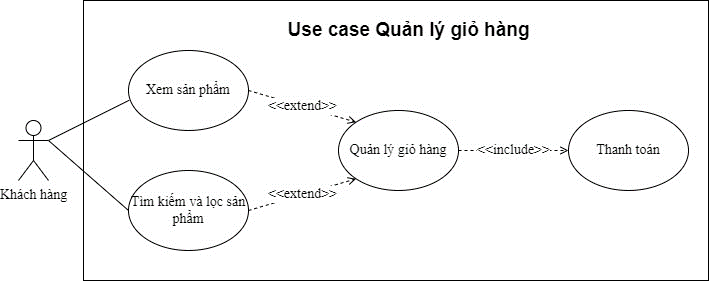 Use case Quản lý giỏ hàng
Xem sản phẩm
<<extend>>
Khách hàng
Quản lý giỏ hàng
<<include>>
Thanh toán
Tìm kiếm và lọc sản
phẩm
<<extend>>